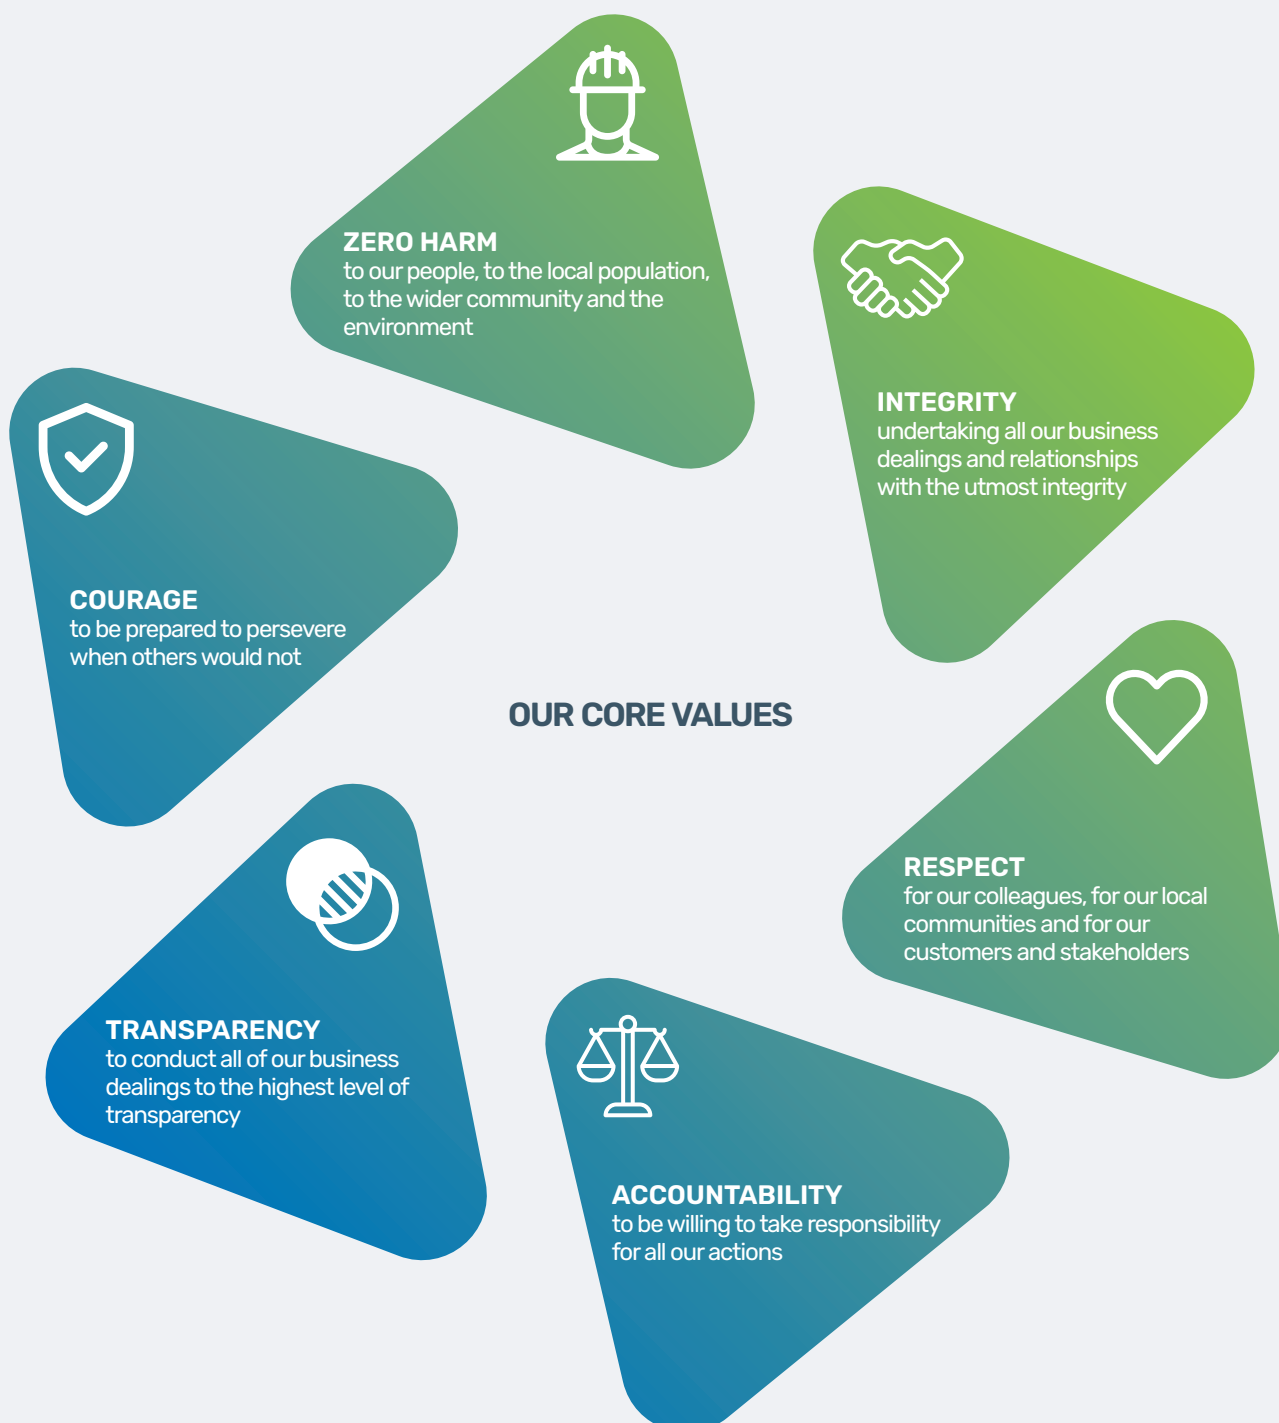 ZERO HARM
to our people, to the local population,
to the wider community and the
environment
INTEGRITY
undertaking all our business
dealings and relationships
with the utmost integrity
COURAGE
to be prepared to persevere
when others would not
OUR CORE VALUES
RESPECT
for our colleagues, for our local
communities and for our
customers and stakeholders
TRANSPARENCY
to conduct all of our business
dealings to the highest level of
transparency
ACCOUNTABILITY
to be willing to take responsibility
for all our actions